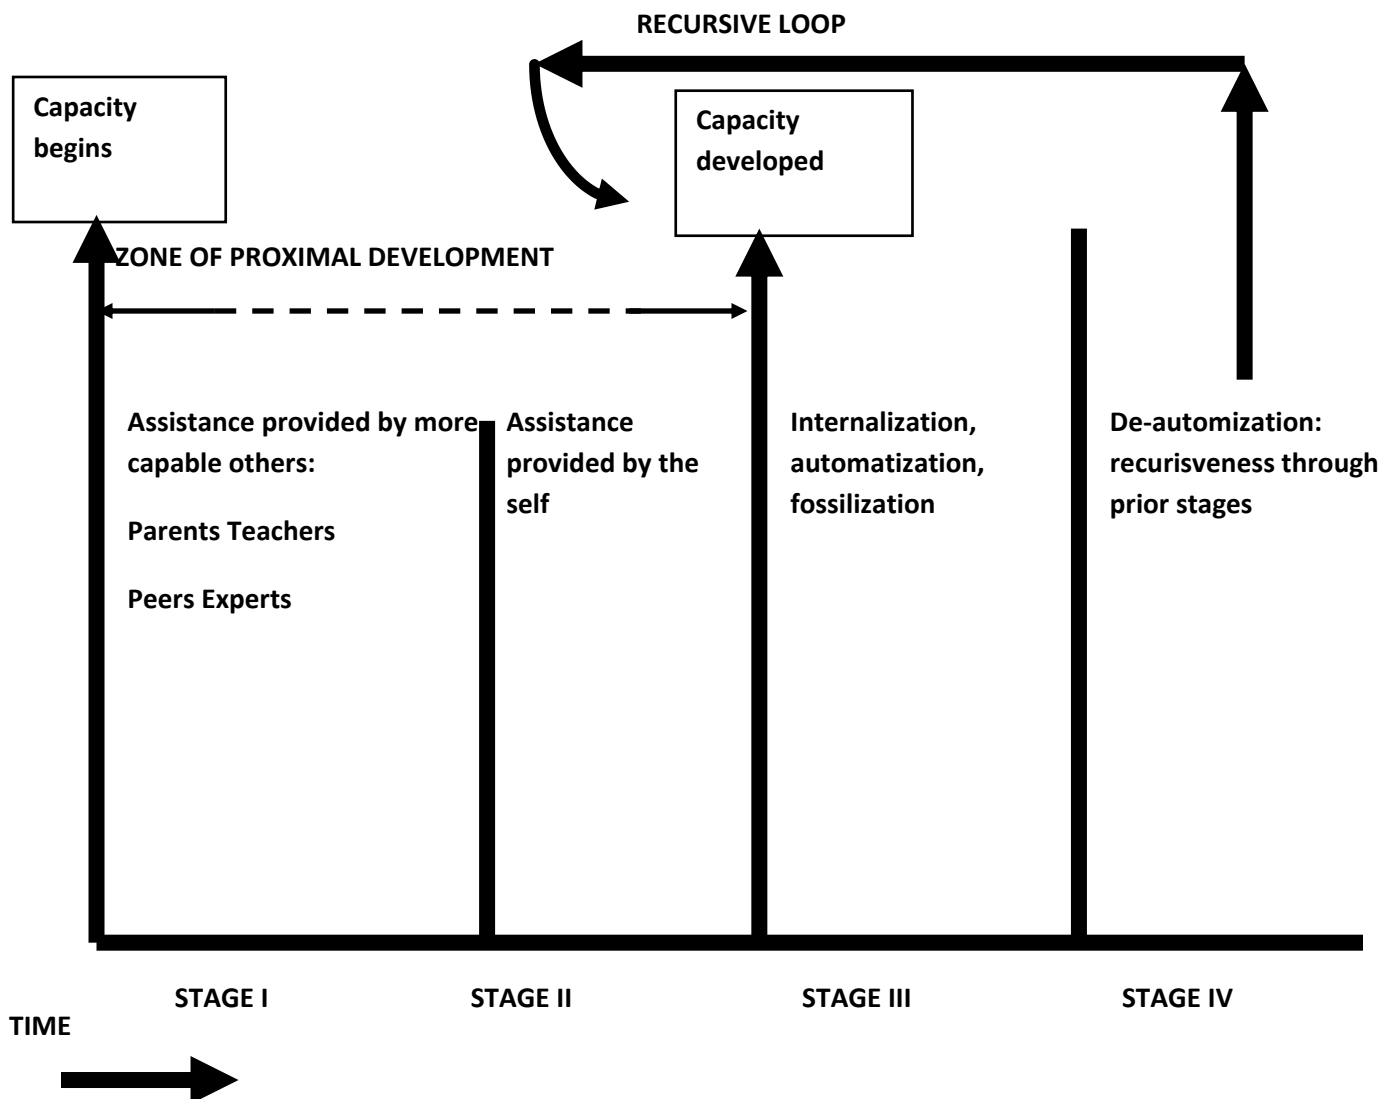 RECURSIVE LOOP
Capacity
begins
Capacity
developed
ZONE OF PROXIMAL DEVELOPMENT
Assistance provided by more
capable others:
Parents Teachers
Peers Experts
Assistance
provided by the
self
Internalization,
automatization,
fossilization
De-automization:
recurisveness through
prior stages
STAGE I
STAGE II
STAGE III
STAGE IV
TIME